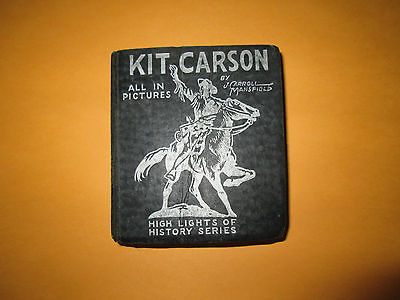 KIT CARSON
ALL IN
PICTURES
BY
J. CARROLL
MANSFIELD
HIGH LIGHTS OF
HISTORY SERIES